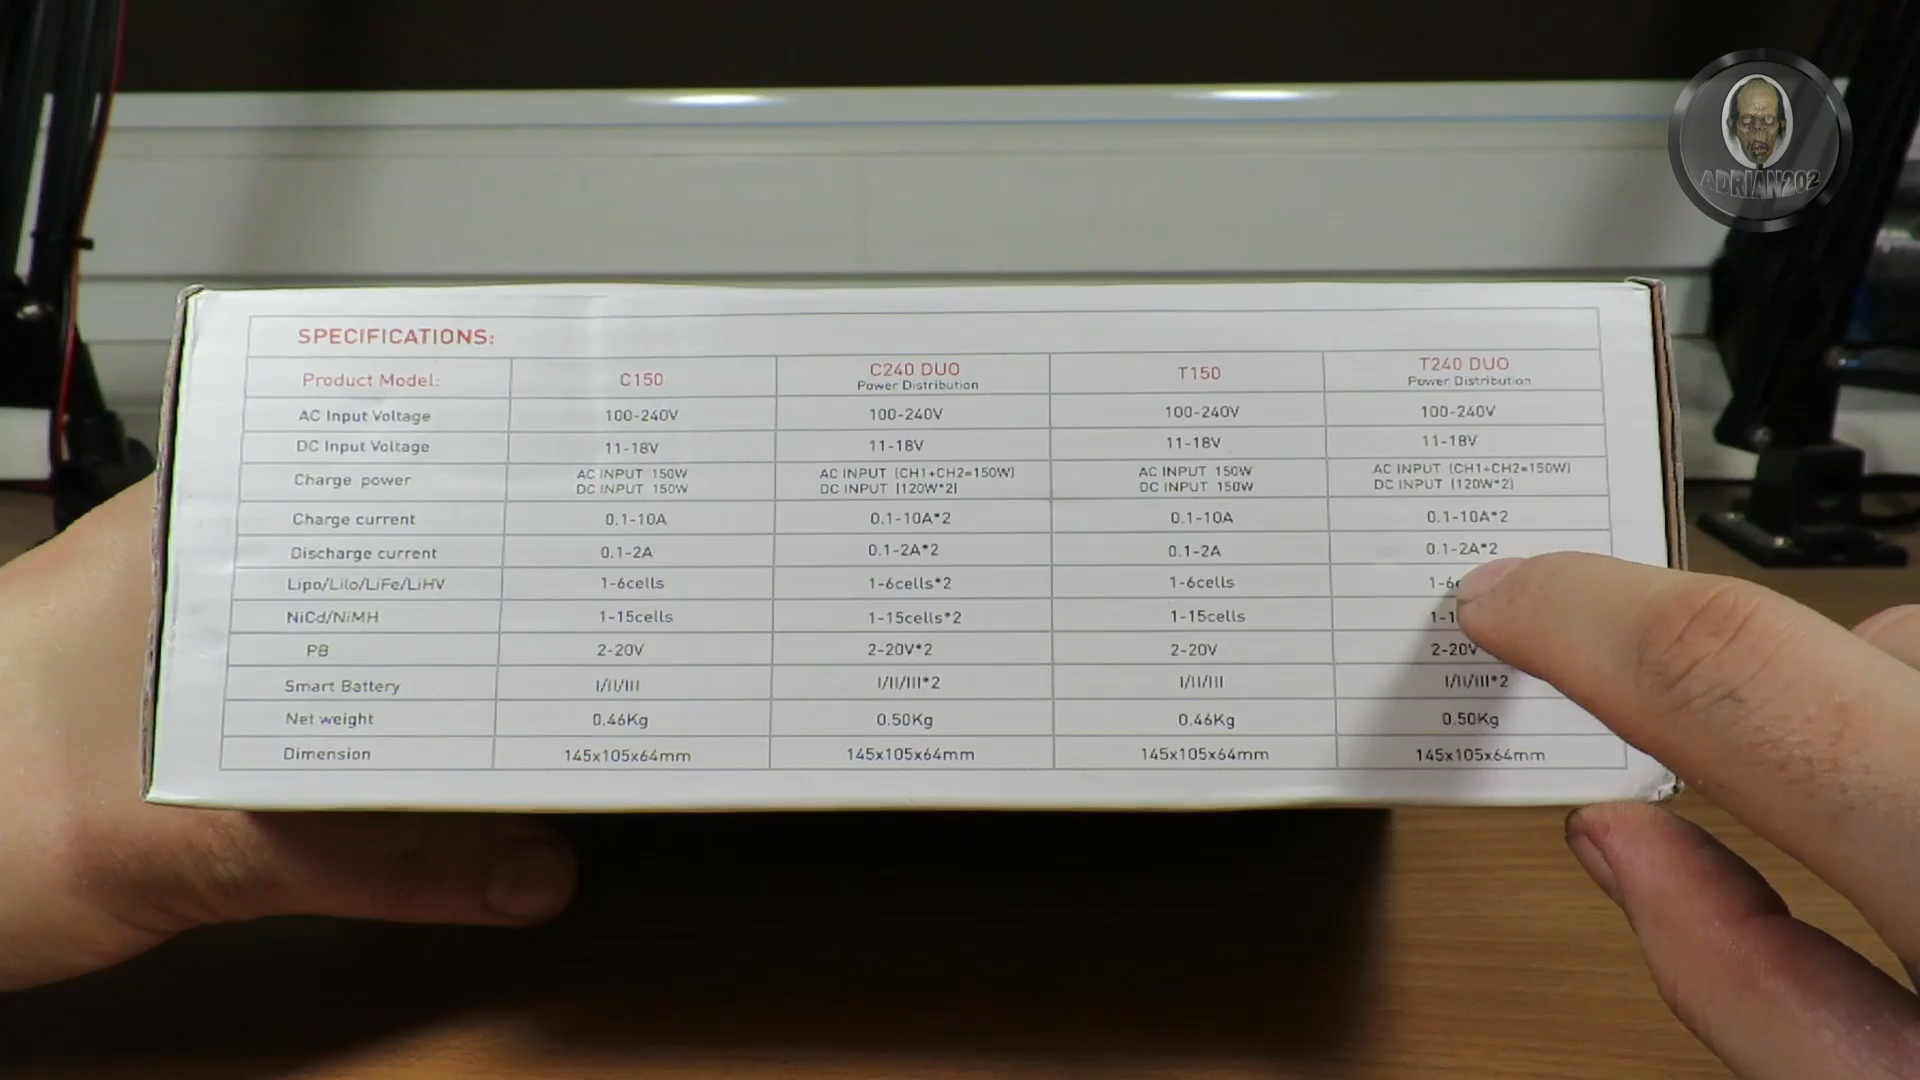 ADRIAN202
SPECIFICATIONS:
Product Model: C150 C240 DUO Power Distribution T150 T240 DUO Power Distribution
AC Input Voltage 100-240V 100-240V 100-240V 100-240V
DC Input Voltage 11-18V 11-18V 11-18V 11-18V
Charge power AC INPUT 150W AC INPUT (CH1+CH2=150W) AC INPUT 150W AC INPUT (CH1+CH2=150W)
DC INPUT 150W DC INPUT (120W*2) DC INPUT 150W DC INPUT (120W*2)
Charge current 0.1-10A 0.1-10A*2 0.1-10A 0.1-10A*2
Discharge current 0.1-2A 0.1-2A*2 0.1-2A 0.1-2A*2
Lipo/LiIo/LiFe/LiHV 1-6cells 1-6cells*2 1-6cells
NiCd/NiMH 1-15cells 1-15cells*2 1-15cells
PB 2-20V 2-20V*2 2-20V 2-20V
Smart Battery I/II/III I/II/III*2 I/II/III I/II/III*2
Net weight 0.46Kg 0.50Kg 0.46Kg 0.50Kg
Dimension 145x105x64mm 145x105x64mm 145x105x64mm 145x105x64mm